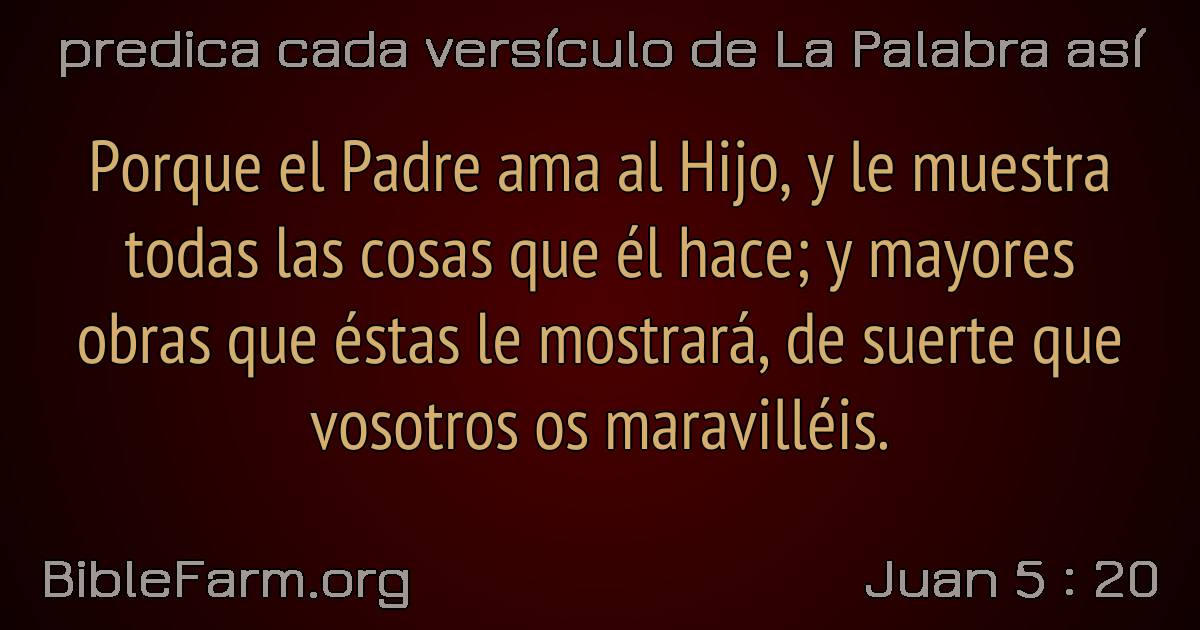 predica cada versículo de La Palabra así
Porque el Padre ama al Hijo, y le muestra
todas las cosas que él hace; y mayores
obras que éstas le mostrará, de suerte que
vosotros os maravilléis.
BibleFarm.org
Juan 5 : 20